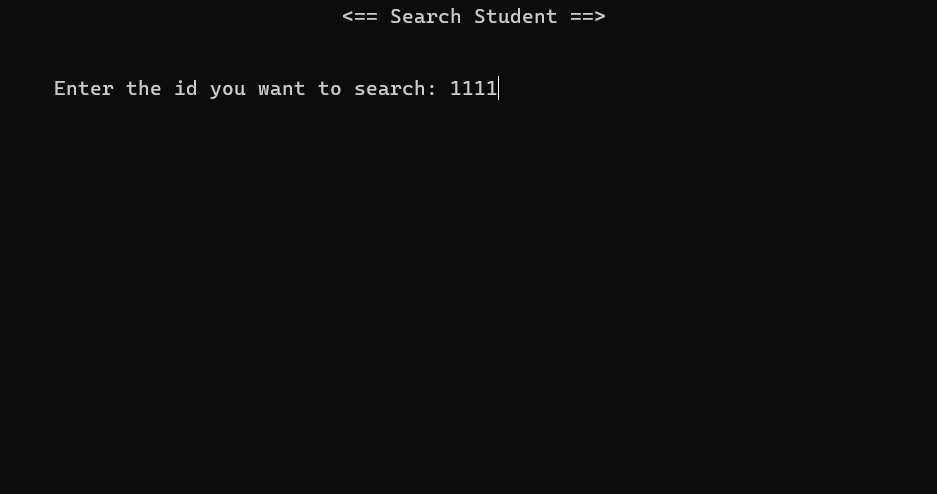 <== Search Student ==>
Enter the id you want to search: 1111